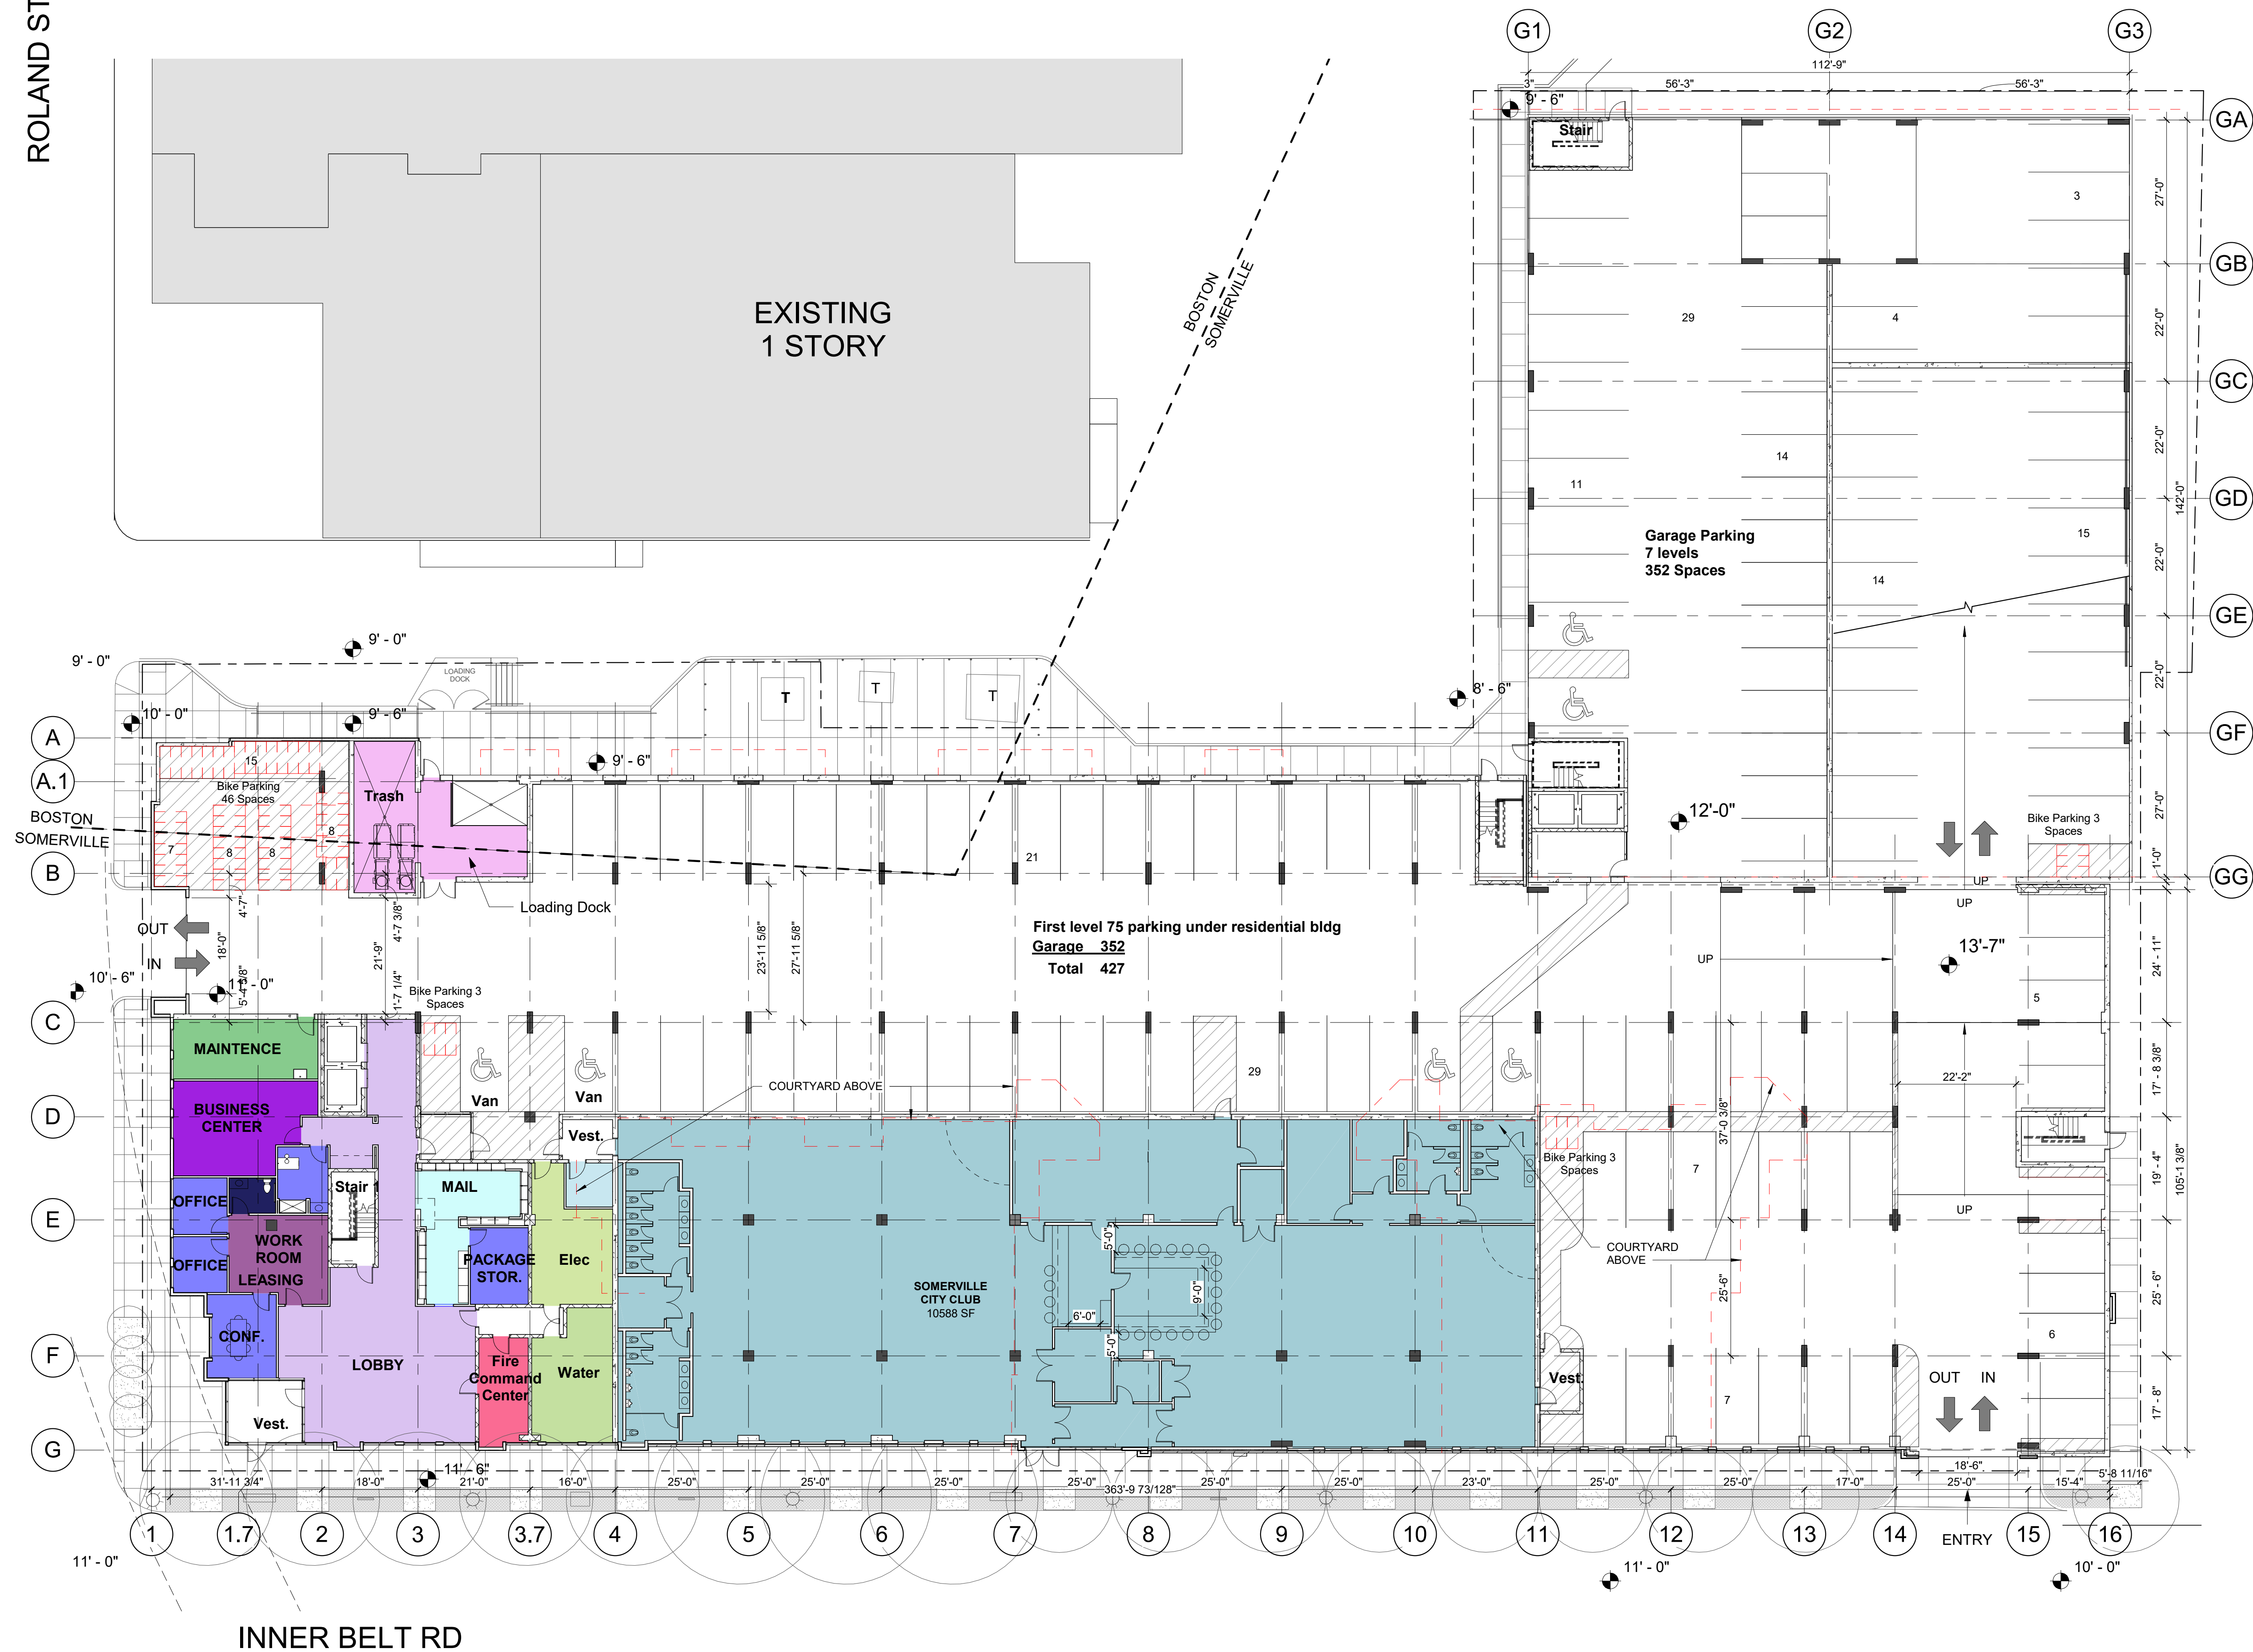 ROLAND ST
G1
G2
G3
112'-9"
3"
56'-3"
56'-3"
9' - 6"
GA
Stair
3
27'-0"
GB
BOSTON
SOMERVILLE
EXISTING
1 STORY
29
4
22'-0"
GC
14
22'-0"
11
GD
142'-0"
Garage Parking
7 levels
352 Spaces
15
14
22'-0"
GE
9' - 0"
9' - 0"
LOADING
DOCK
T
T
T
8' - 6"
22'-0"
10' - 0"
9' - 6"
A
GF
15
9' - 6"
A.1
Bike Parking
46 Spaces
Trash
BOSTON
SOMERVILLE
12'-0"
27'-0"
Bike Parking 3
Spaces
7
8
8
8
21
B
1'-0"
GG
UP
4'-7"
Loading Dock
UP
OUT
IN
18'-0"
21'-9"
4'-7 3/8"
23'-11 5/8"
27'-11 5/8"
First level 75 parking under residential bldg
Garage 352
Total 427
UP
13'-7"
24' - 11"
10' - 6"
11' - 0"
5'-4 3/8"
1'-7 1/4"
Bike Parking 3
Spaces
5
C
MAINTENCE
29
22'-2"
17' - 8 3/8"
COURTYARD ABOVE
Van
Van
BUSINESS
CENTER
D
37'-0 3/8"
Vest.
Bike Parking 3
Spaces
7
19' - 4"
105'-1 3/8"
OFFICE
Stair 1
MAIL
E
UP
WORK
ROOM
OFFICE
LEASING
PACKAGE
STOR.
Elec
5'-0"
COURTYARD
ABOVE
SOMERVILLE
CITY CLUB
10588 SF
6'-0"
9'-0"
25'-6"
25' - 6"
CONF.
5'-0"
6
F
LOBBY
Fire
Command
Center
Water
Vest.
OUT
IN
7
17' - 8"
Vest.
G
11' - 6"
31'-11 3/4"
18'-0"
21'-0"
16'-0"
25'-0"
25'-0"
25'-0"
25'-0"
25'-0"
25'-0"
23'-0"
25'-0"
25'-0"
17'-0"
18'-6"
25'-0"
15'-4"
5'-8 11/16"
363'-9 73/128"
1
1.7
2
3
3.7
4
5
6
7
8
9
10
11
12
13
14
ENTRY
15
16
11' - 0"
11' - 0"
10' - 0"
INNER BELT RD